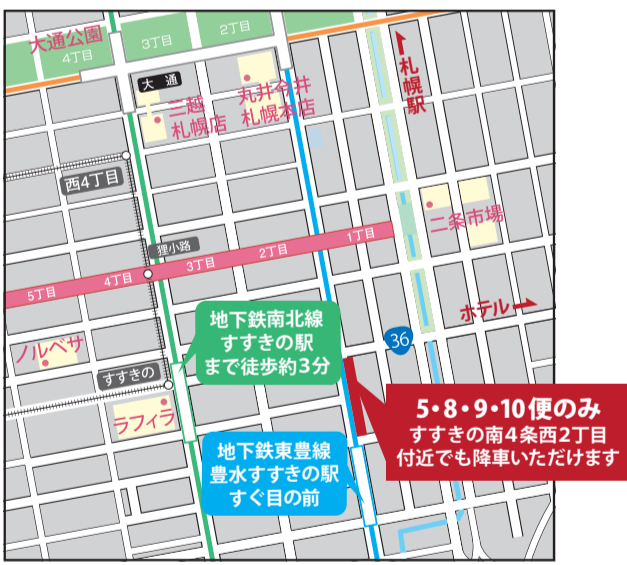 大通公園
4丁目
3丁目
2丁目
札幌駅
大通
三越
札幌店
丸井今井
札幌本店
西4丁目
二条市場
狸小路
5丁目
4丁目
3丁目
2丁目
1丁目
ホテル
36
ノルベサ
すすきの
ラフィラ
地下鉄南北線
すすきの駅
まで徒歩約3分
5・8・9・10便のみ
すすきの南4条西2丁目
付近でも降車いただけます
地下鉄東豊線
豊水すすきの駅
すぐ目の前